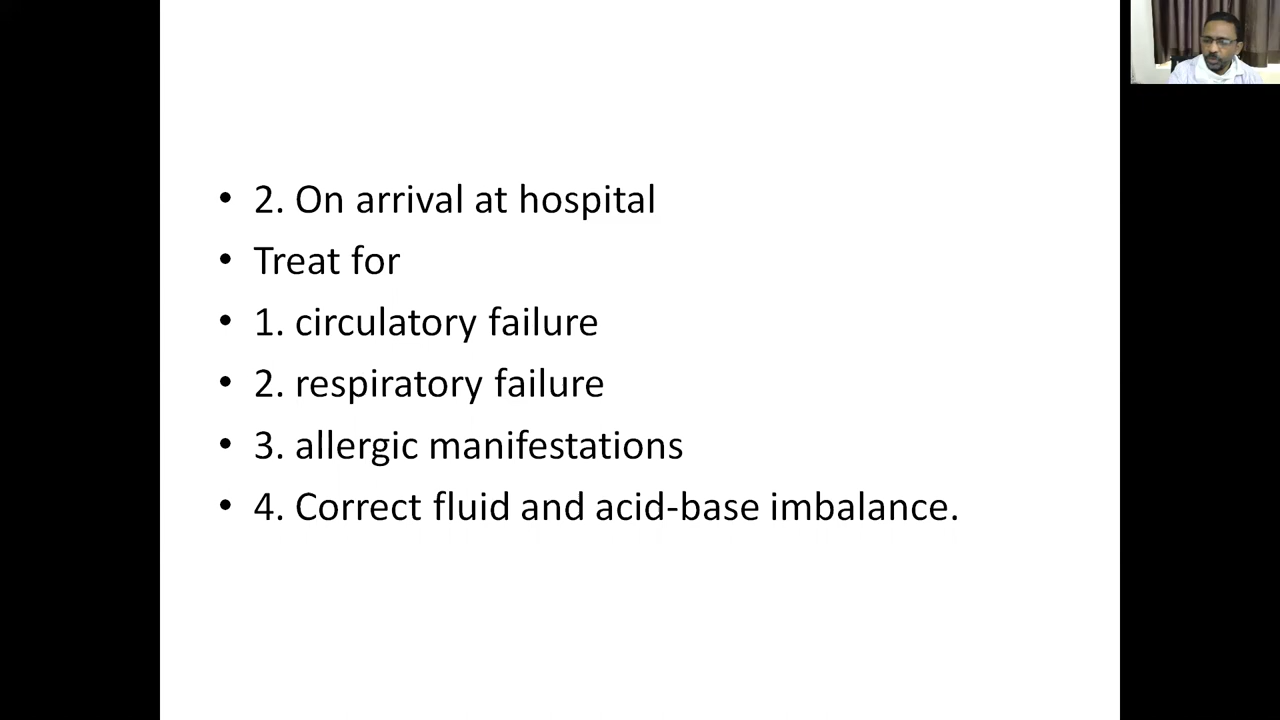 • 2. On arrival at hospital
• Treat for
• 1. circulatory failure
• 2. respiratory failure
• 3. allergic manifestations
• 4. Correct fluid and acid-base imbalance.